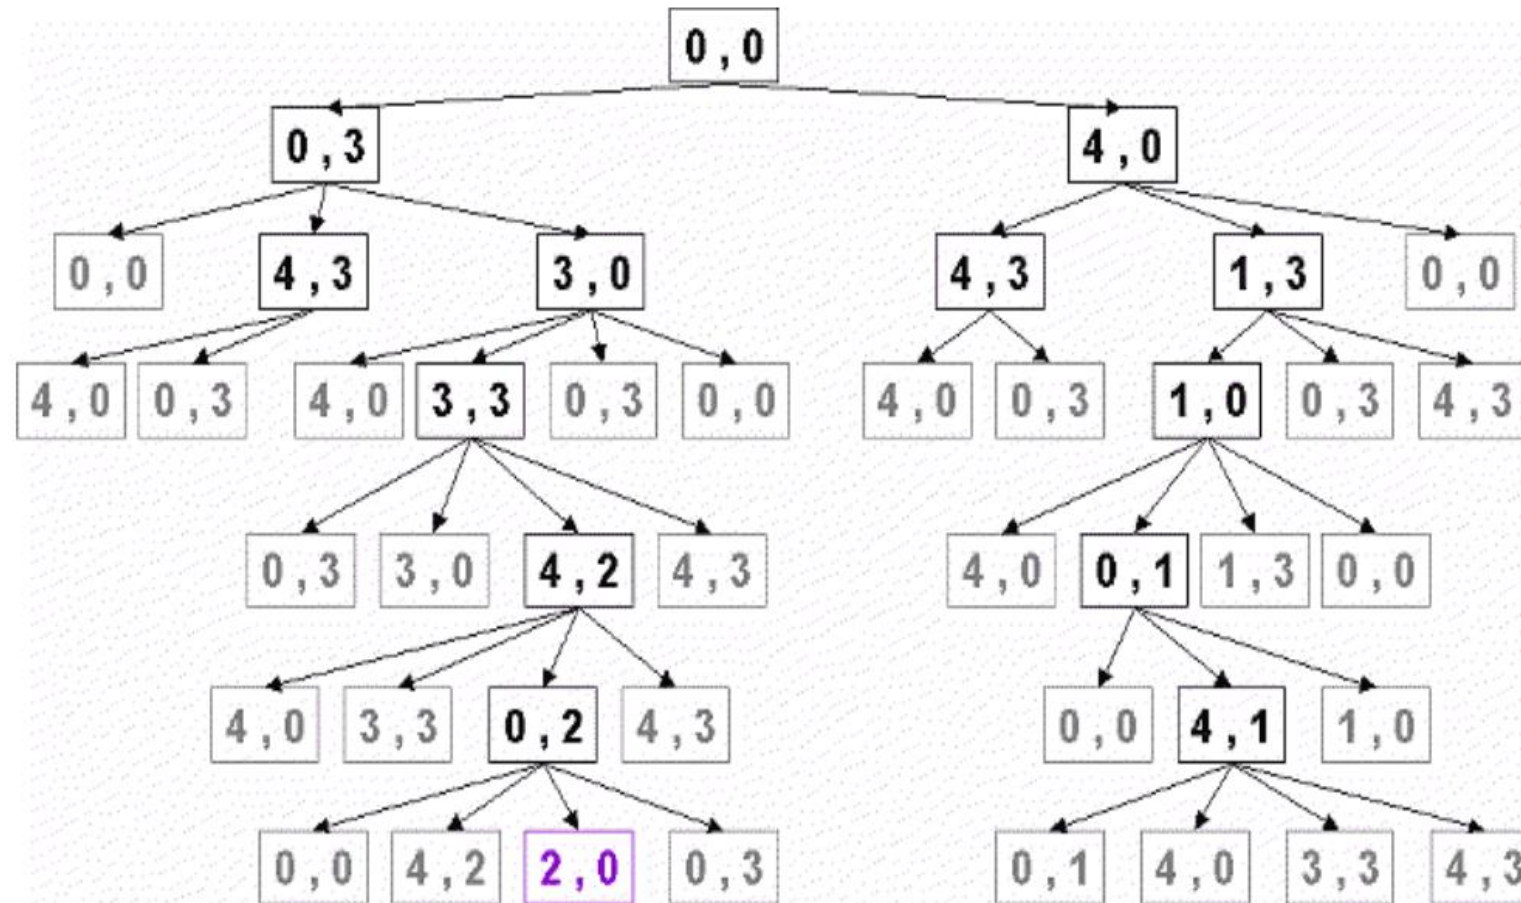 0 , 0
0 , 3 4 , 0
0 , 0 4 , 3 3 , 0 4 , 3 1 , 3 0 , 0
4 , 0 0 , 3 4 , 0 3 , 3 0 , 3 0 , 0 4 , 0 0 , 3 1 , 0 0 , 3 4 , 3
0 , 3 3 , 0 4 , 2 4 , 3 4 , 0 0 , 1 1 , 3 0 , 0
4 , 0 3 , 3 0 , 2 4 , 3 0 , 0 4 , 1 1 , 0
0 , 0 4 , 2 2 , 0 0 , 3 0 , 1 4 , 0 3 , 3 4 , 3